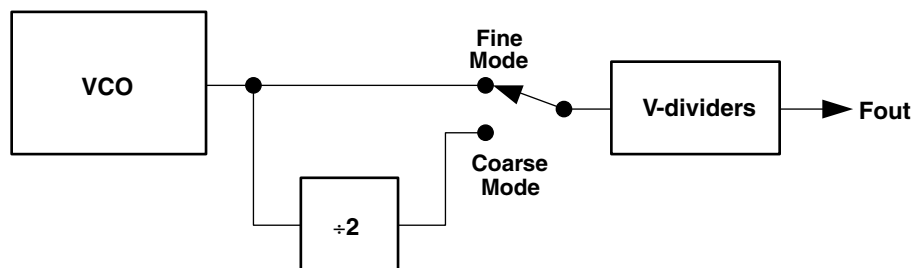 VCO
Fine
Mode
V-dividers
Fout
Coarse
Mode
÷2